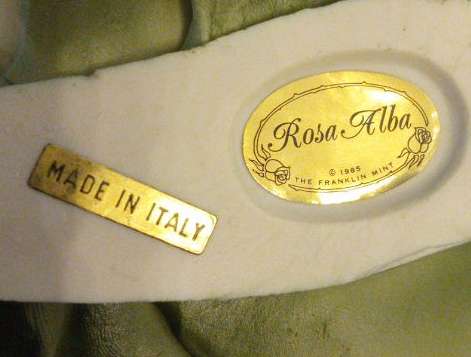 MADE IN ITALY
Rosa Alba
© 1985
THE FRANKLIN MINT